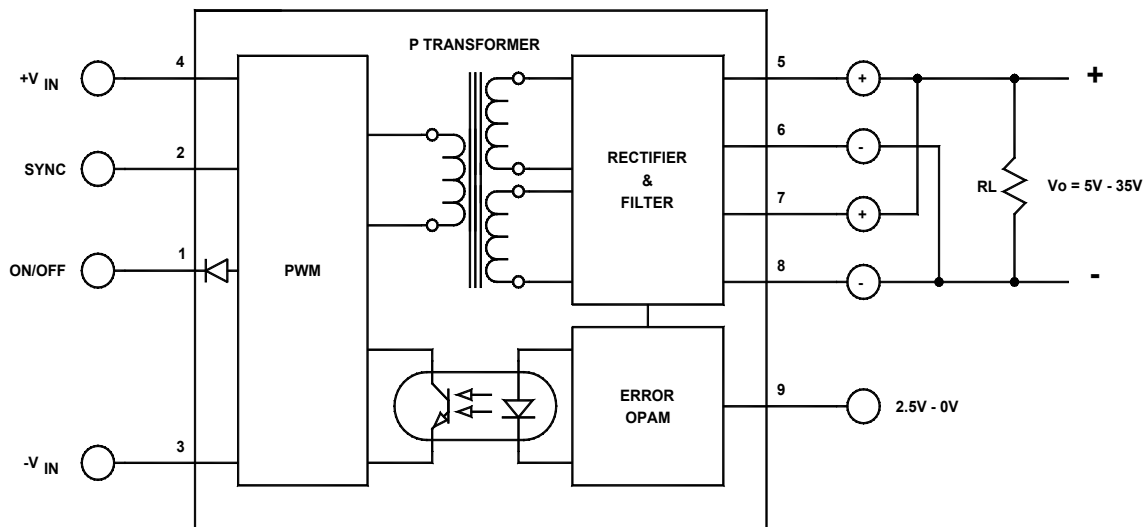 P TRANSFORMER
+V IN
4
5
+
+
SYNC
2
6
-
RECTIFIER
&
FILTER
RL
Vo = 5V - 35V
7
+
ON/OFF
1
PWM
8
-
-
ERROR
OPAM
9
2.5V - 0V
-V IN
3